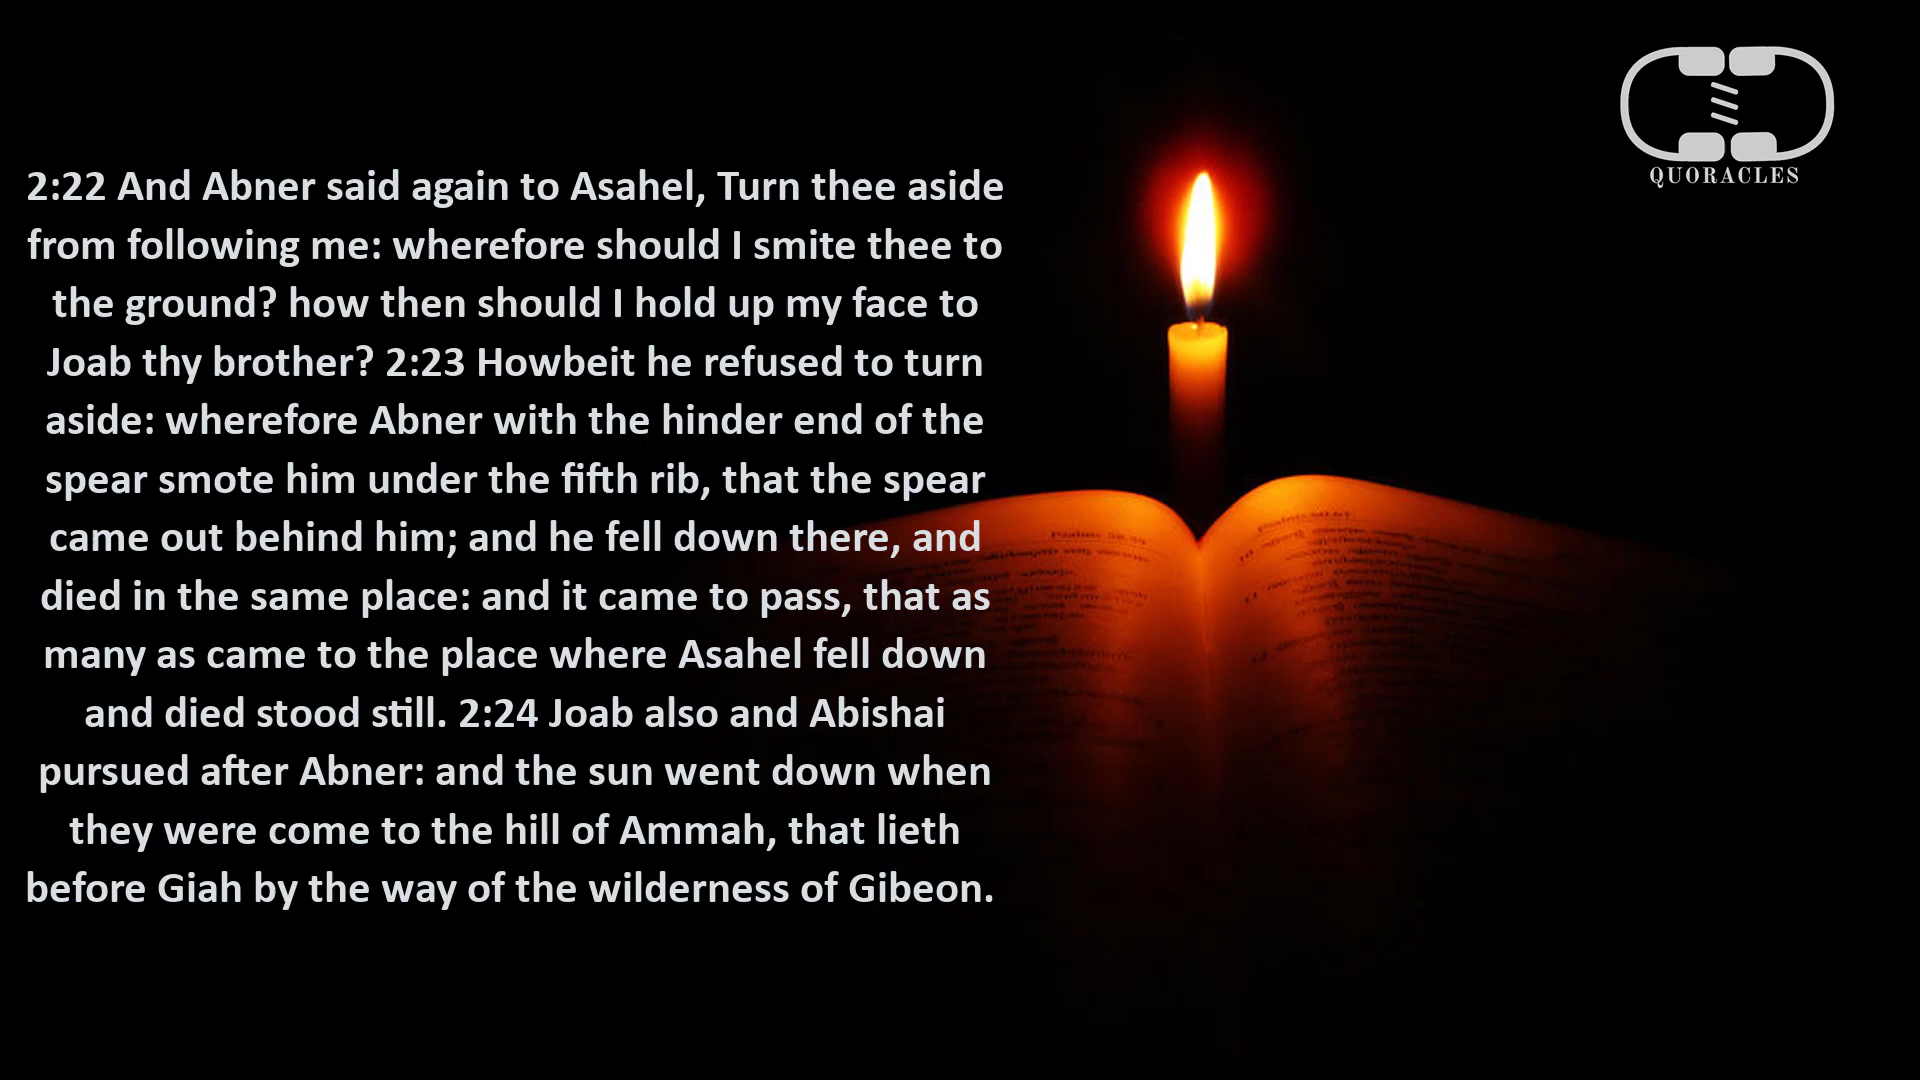 2:22 And Abner said again to Asahel, Turn thee aside
from following me: wherefore should I smite thee to
the ground? how then should I hold up my face to
Joab thy brother? 2:23 Howbeit he refused to turn
aside: wherefore Abner with the hinder end of the
spear smote him under the fifth rib, that the spear
came out behind him; and he fell down there, and
died in the same place: and it came to pass, that as
many as came to the place where Asahel fell down
and died stood still. 2:24 Joab also and Abishai
pursued after Abner: and the sun went down when
they were come to the hill of Ammah, that lieth
before Giah by the way of the wilderness of Gibeon.
QUORACLES